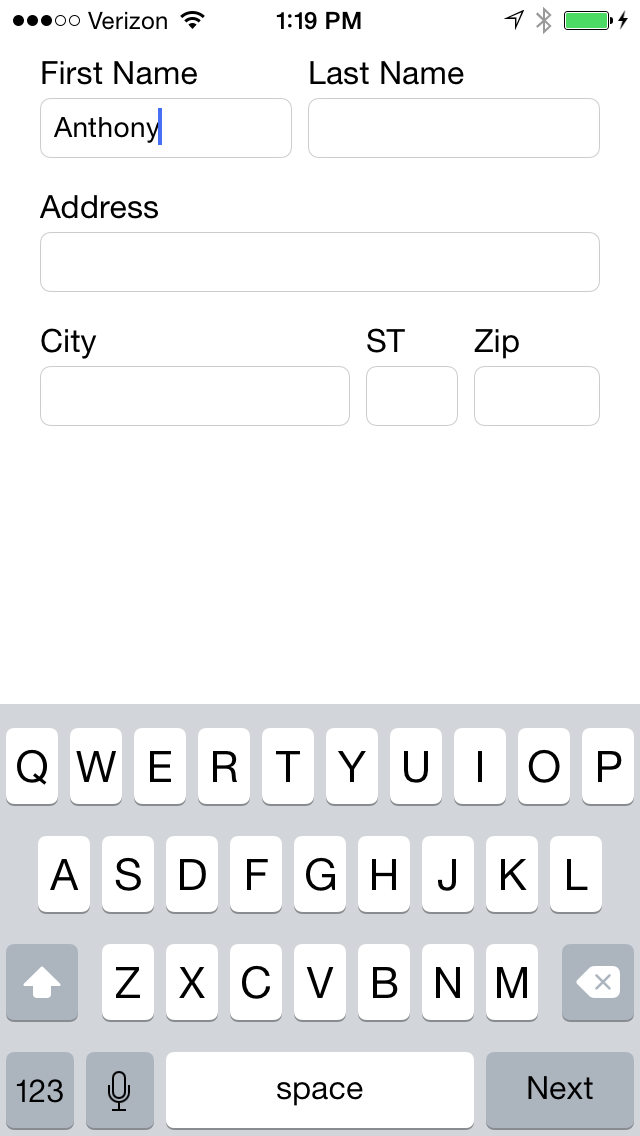 Verizon 1:19 PM
First Name Last Name
Anthony
Address
City ST Zip
Q W E R T Y U I O P
A S D F G H J K L
Z X C V B N M
123 space Next